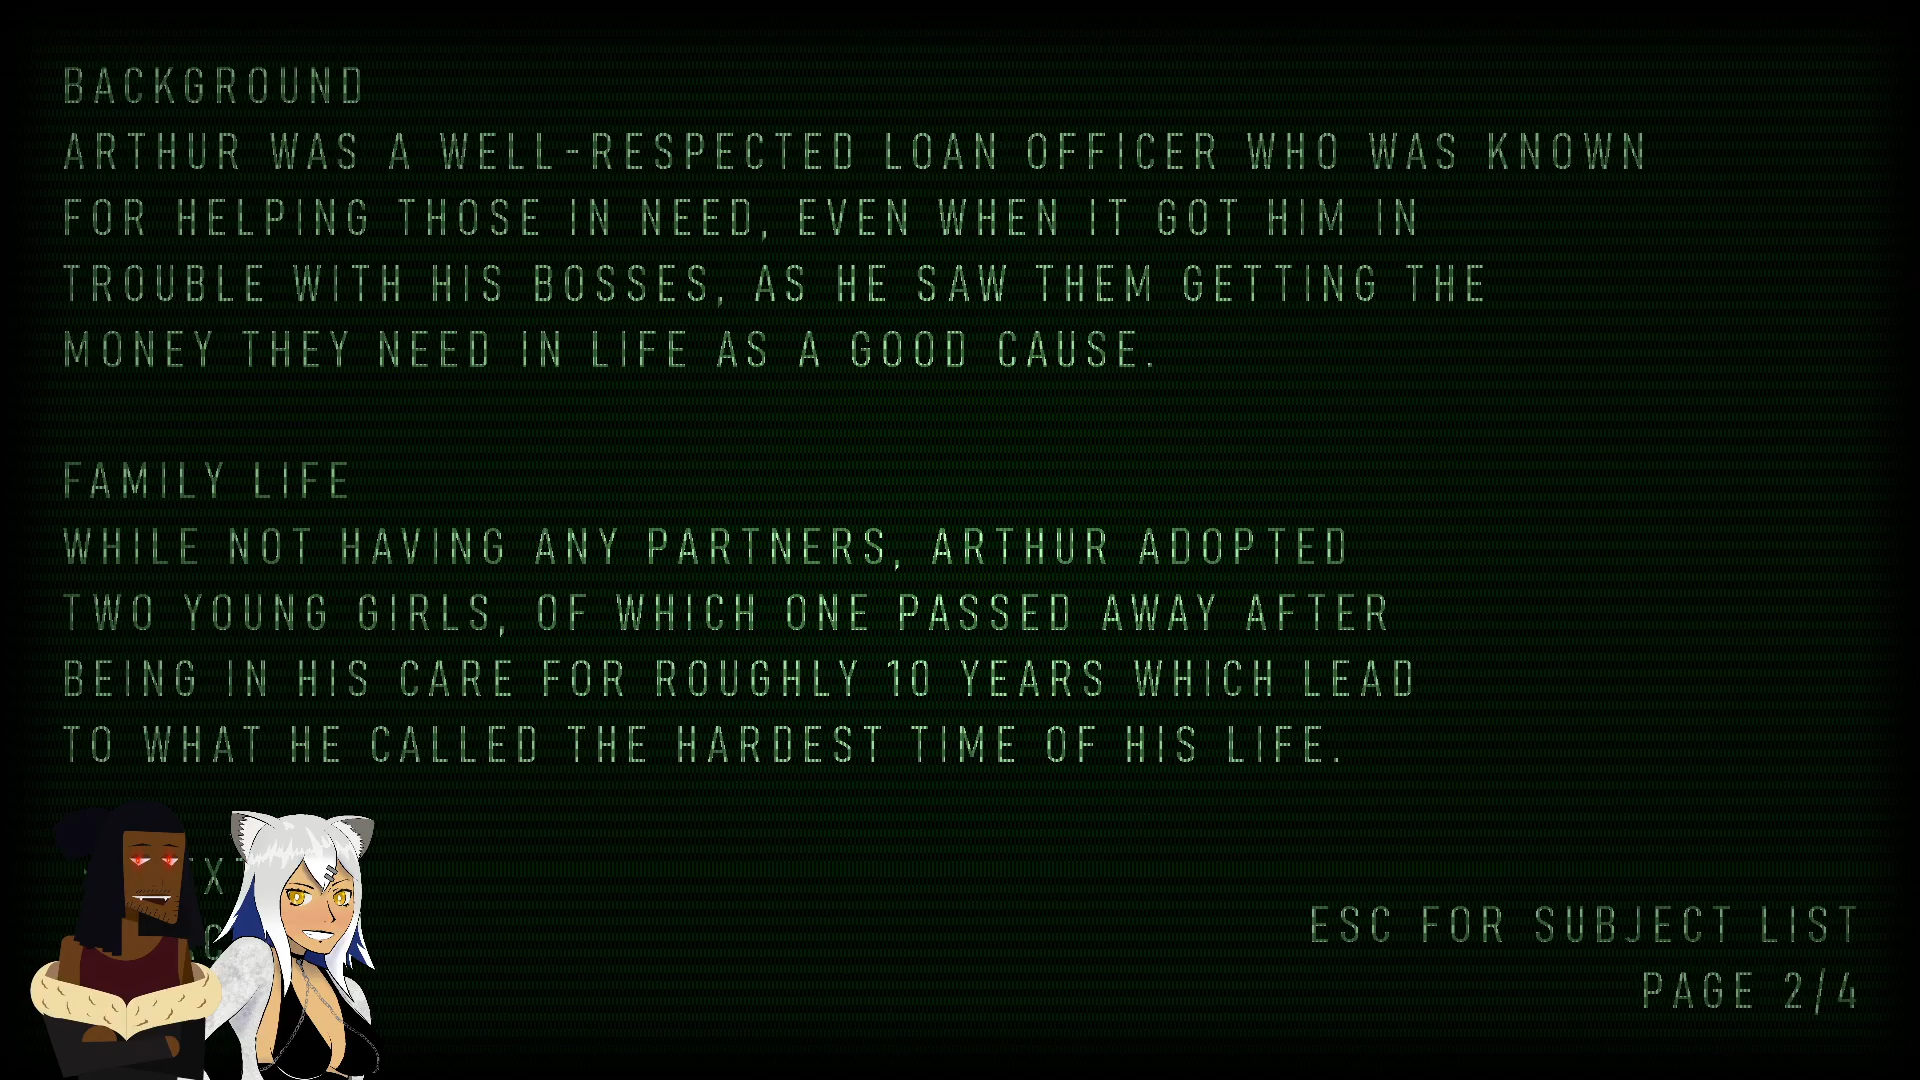 BACKGROUND
ARTHUR WAS A WELL-RESPECTED LOAN OFFICER WHO WAS KNOWN
FOR HELPING THOSE IN NEED, EVEN WHEN IT GOT HIM IN
TROUBLE WITH HIS BOSSES, AS HE SAW THEM GETTING THE
MONEY THEY NEED IN LIFE AS A GOOD CAUSE.
FAMILY LIFE
WHILE NOT HAVING ANY PARTNERS, ARTHUR ADOPTED
TWO YOUNG GIRLS, OF WHICH ONE PASSED AWAY AFTER
BEING IN HIS CARE FOR ROUGHLY 10 YEARS WHICH LEAD
TO WHAT HE CALLED THE HARDEST TIME OF HIS LIFE.
ESC FOR SUBJECT LIST
PAGE 2/4